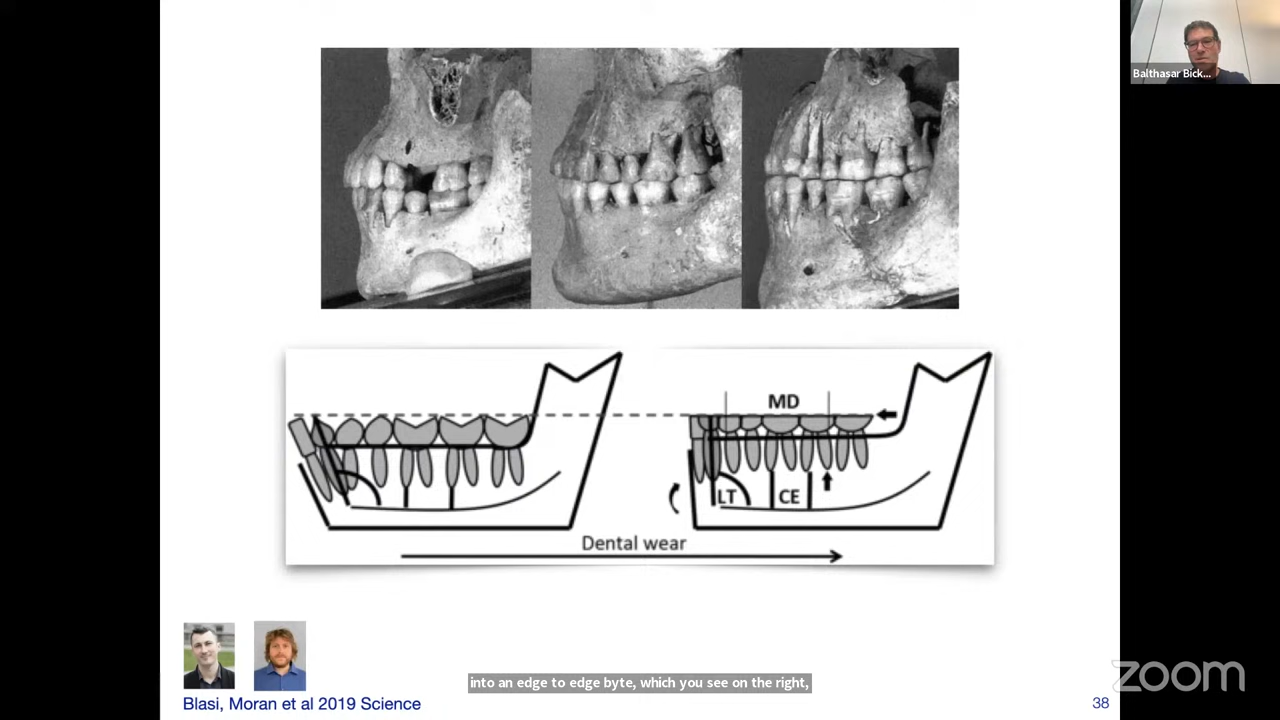 Balthasar Bick...
MD
LT
CE
Dental wear
into an edge to edge byte, which you see on the right,
Blasi, Moran et al 2019 Science
38
zoom